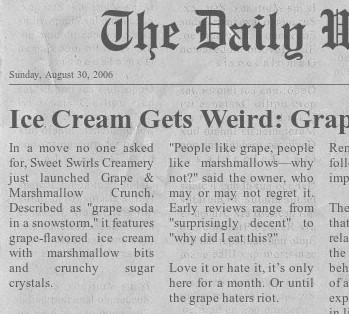 The Daily
Sunday, August 30, 2006
Ice Cream Gets Weird:
In a move no one asked
for, Sweet Swirls Creamery
just launched Grape &
Marshmallow Crunch.
Described as "grape soda
in a snowstorm," it features
grape-flavored ice cream
with marshmallow bits
and crunchy sugar
crystals.
"People like grape, people
like marshmallows—why
not?" said the owner, who
may or may not regret it.
Early reviews range from
"surprisingly decent" to
"why did I eat this?"
Love it or hate it, it's only
here for a month. Or until
the grape haters riot.
The
that
the
of a